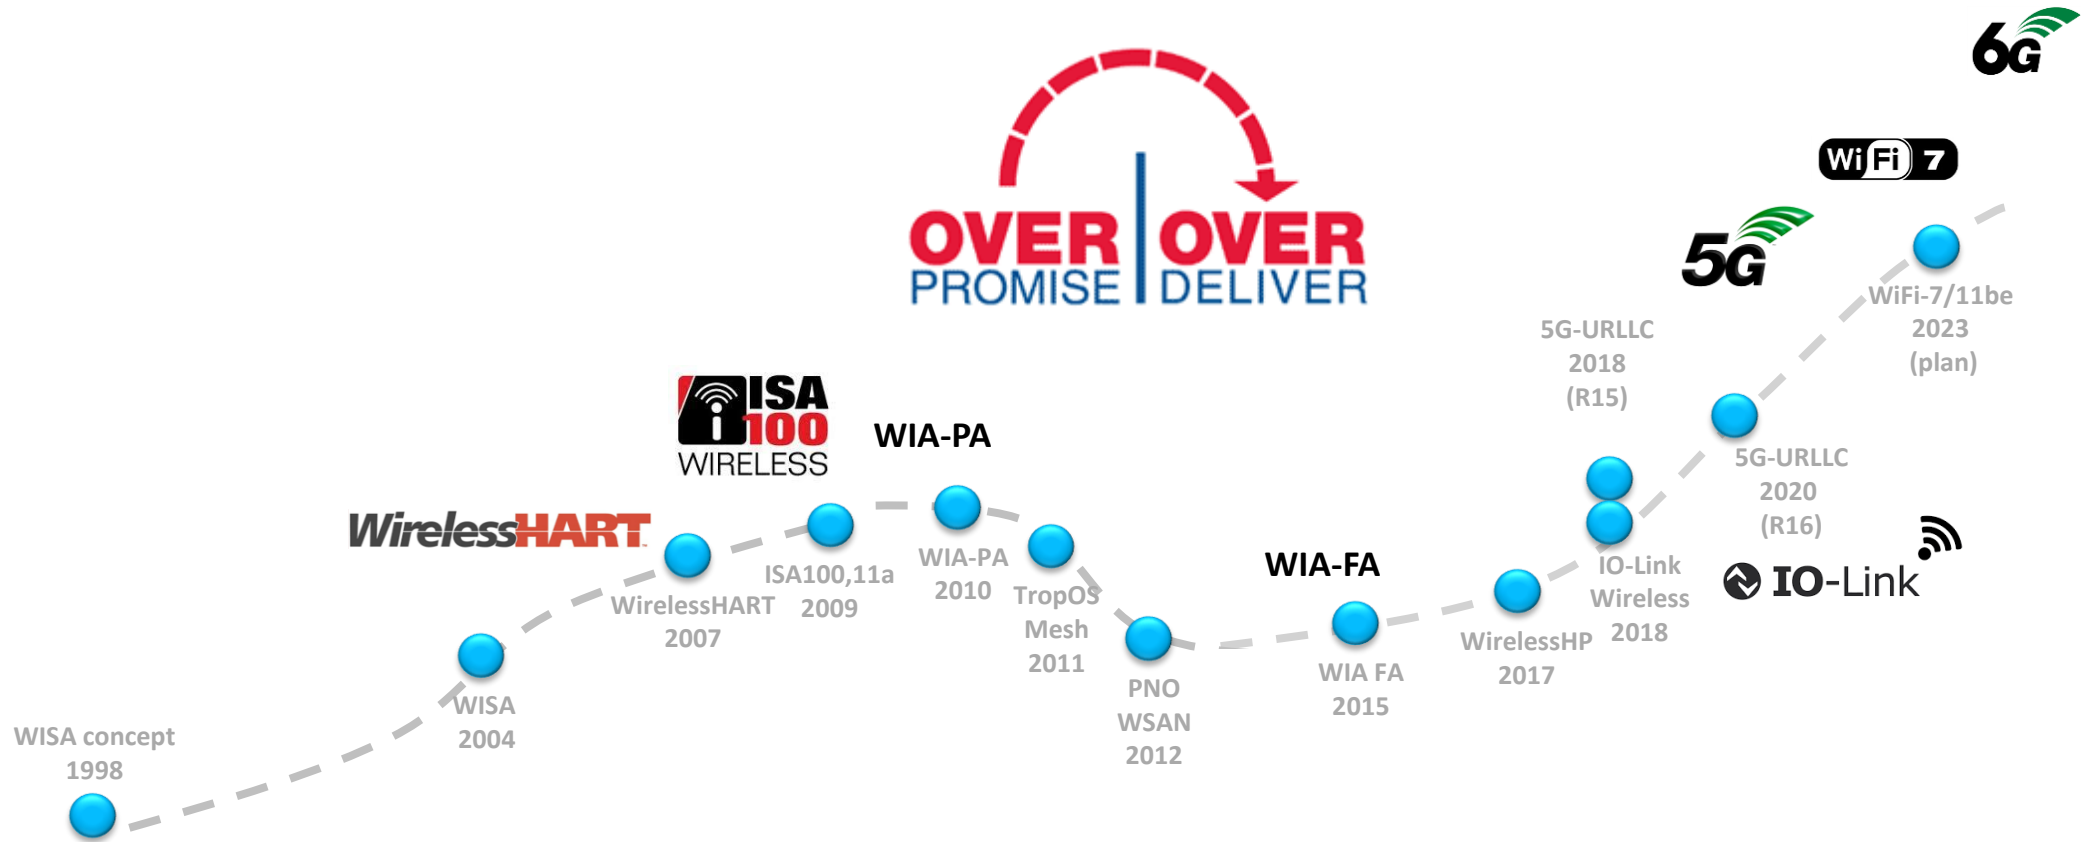 6G
WiFi 7
5G
OVER OVER
PROMISE DELIVER
WiFi-7/11be
2023
(plan)
5G-URLLC
2018
(R15)
ISA
100
WIRELESS
WIA-PA
5G-URLLC
2020
(R16)
WirelessHART
ISA100,11a
2009
WIA-PA
2010
TropOS
Mesh
2011
WIA-FA
IO-Link
Wireless
2018
IO-Link
WirelessHART
2007
WirelessHP
2017
WIA FA
2015
PNO
WSAN
2012
WISA
2004
WISA concept
1998